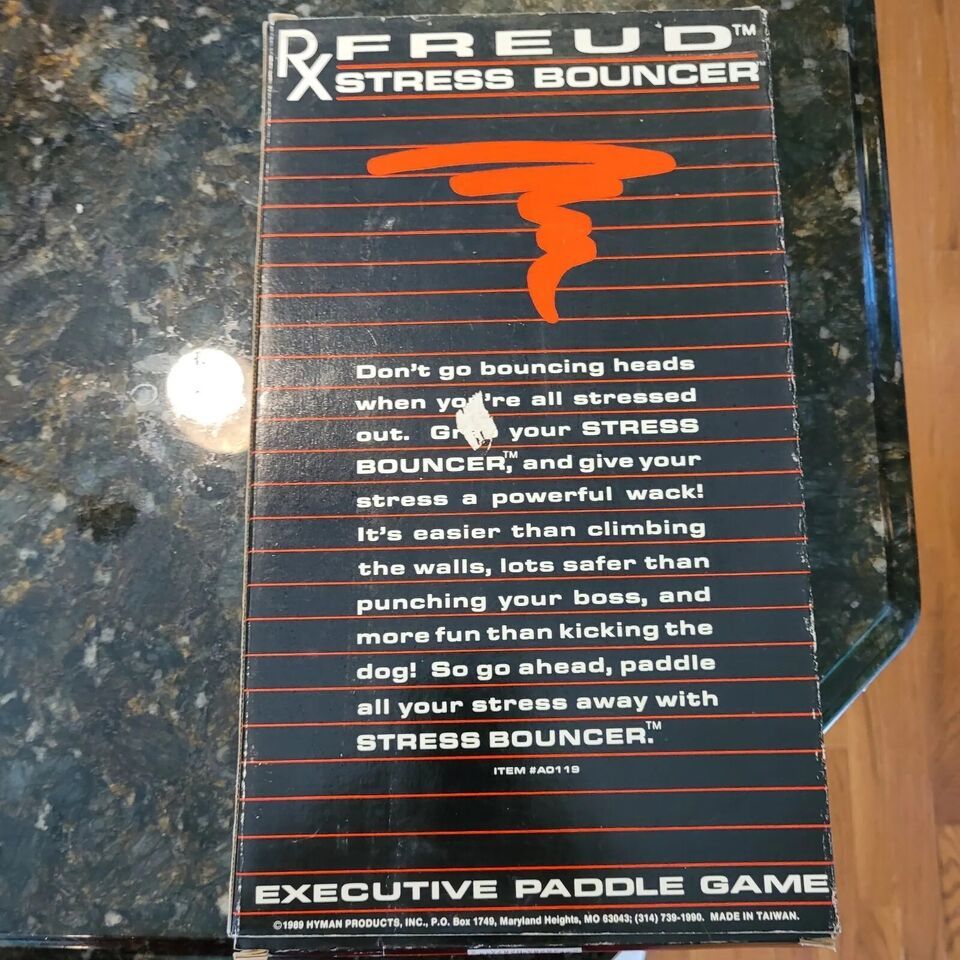 Rx FREUD™
STRESS BOUNCER™
Don't go bouncing heads
when you're all stressed
out. your STRESS
BOUNCER,™ and give your
stress a powerful wack!
It's easier than climbing
the walls, lots safer than
punching your boss, and
more fun than kicking the
dog! So go ahead, paddle
all your stress away with
STRESS BOUNCER.™
ITEM #A0119
EXECUTIVE PADDLE GAME
©1989 HYMAN PRODUCTS, INC., P.O. Box 1749, Maryland Heights, MO 63043; (314) 739-1990. MADE IN TAIWAN.